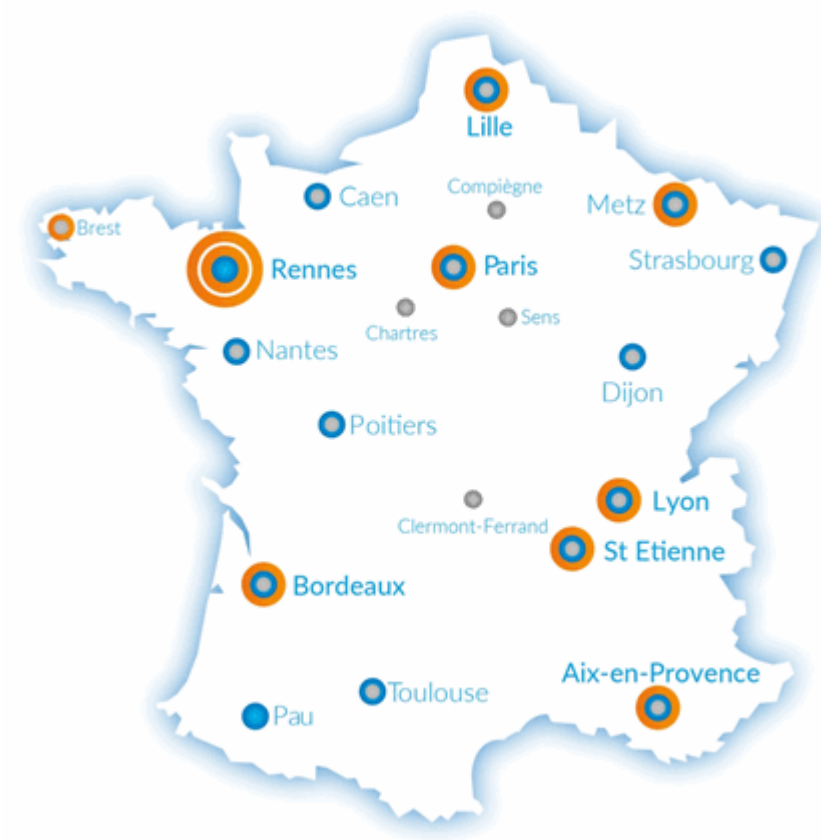 Lille
Compiègne
Caen
Metz
Brest
Strasbourg
Paris
Rennes
Sens
Chartres
Nantes
Dijon
Poitiers
Lyon
Clermont-Ferrand
St Etienne
Bordeaux
Aix-en-Provence
Toulouse
Pau